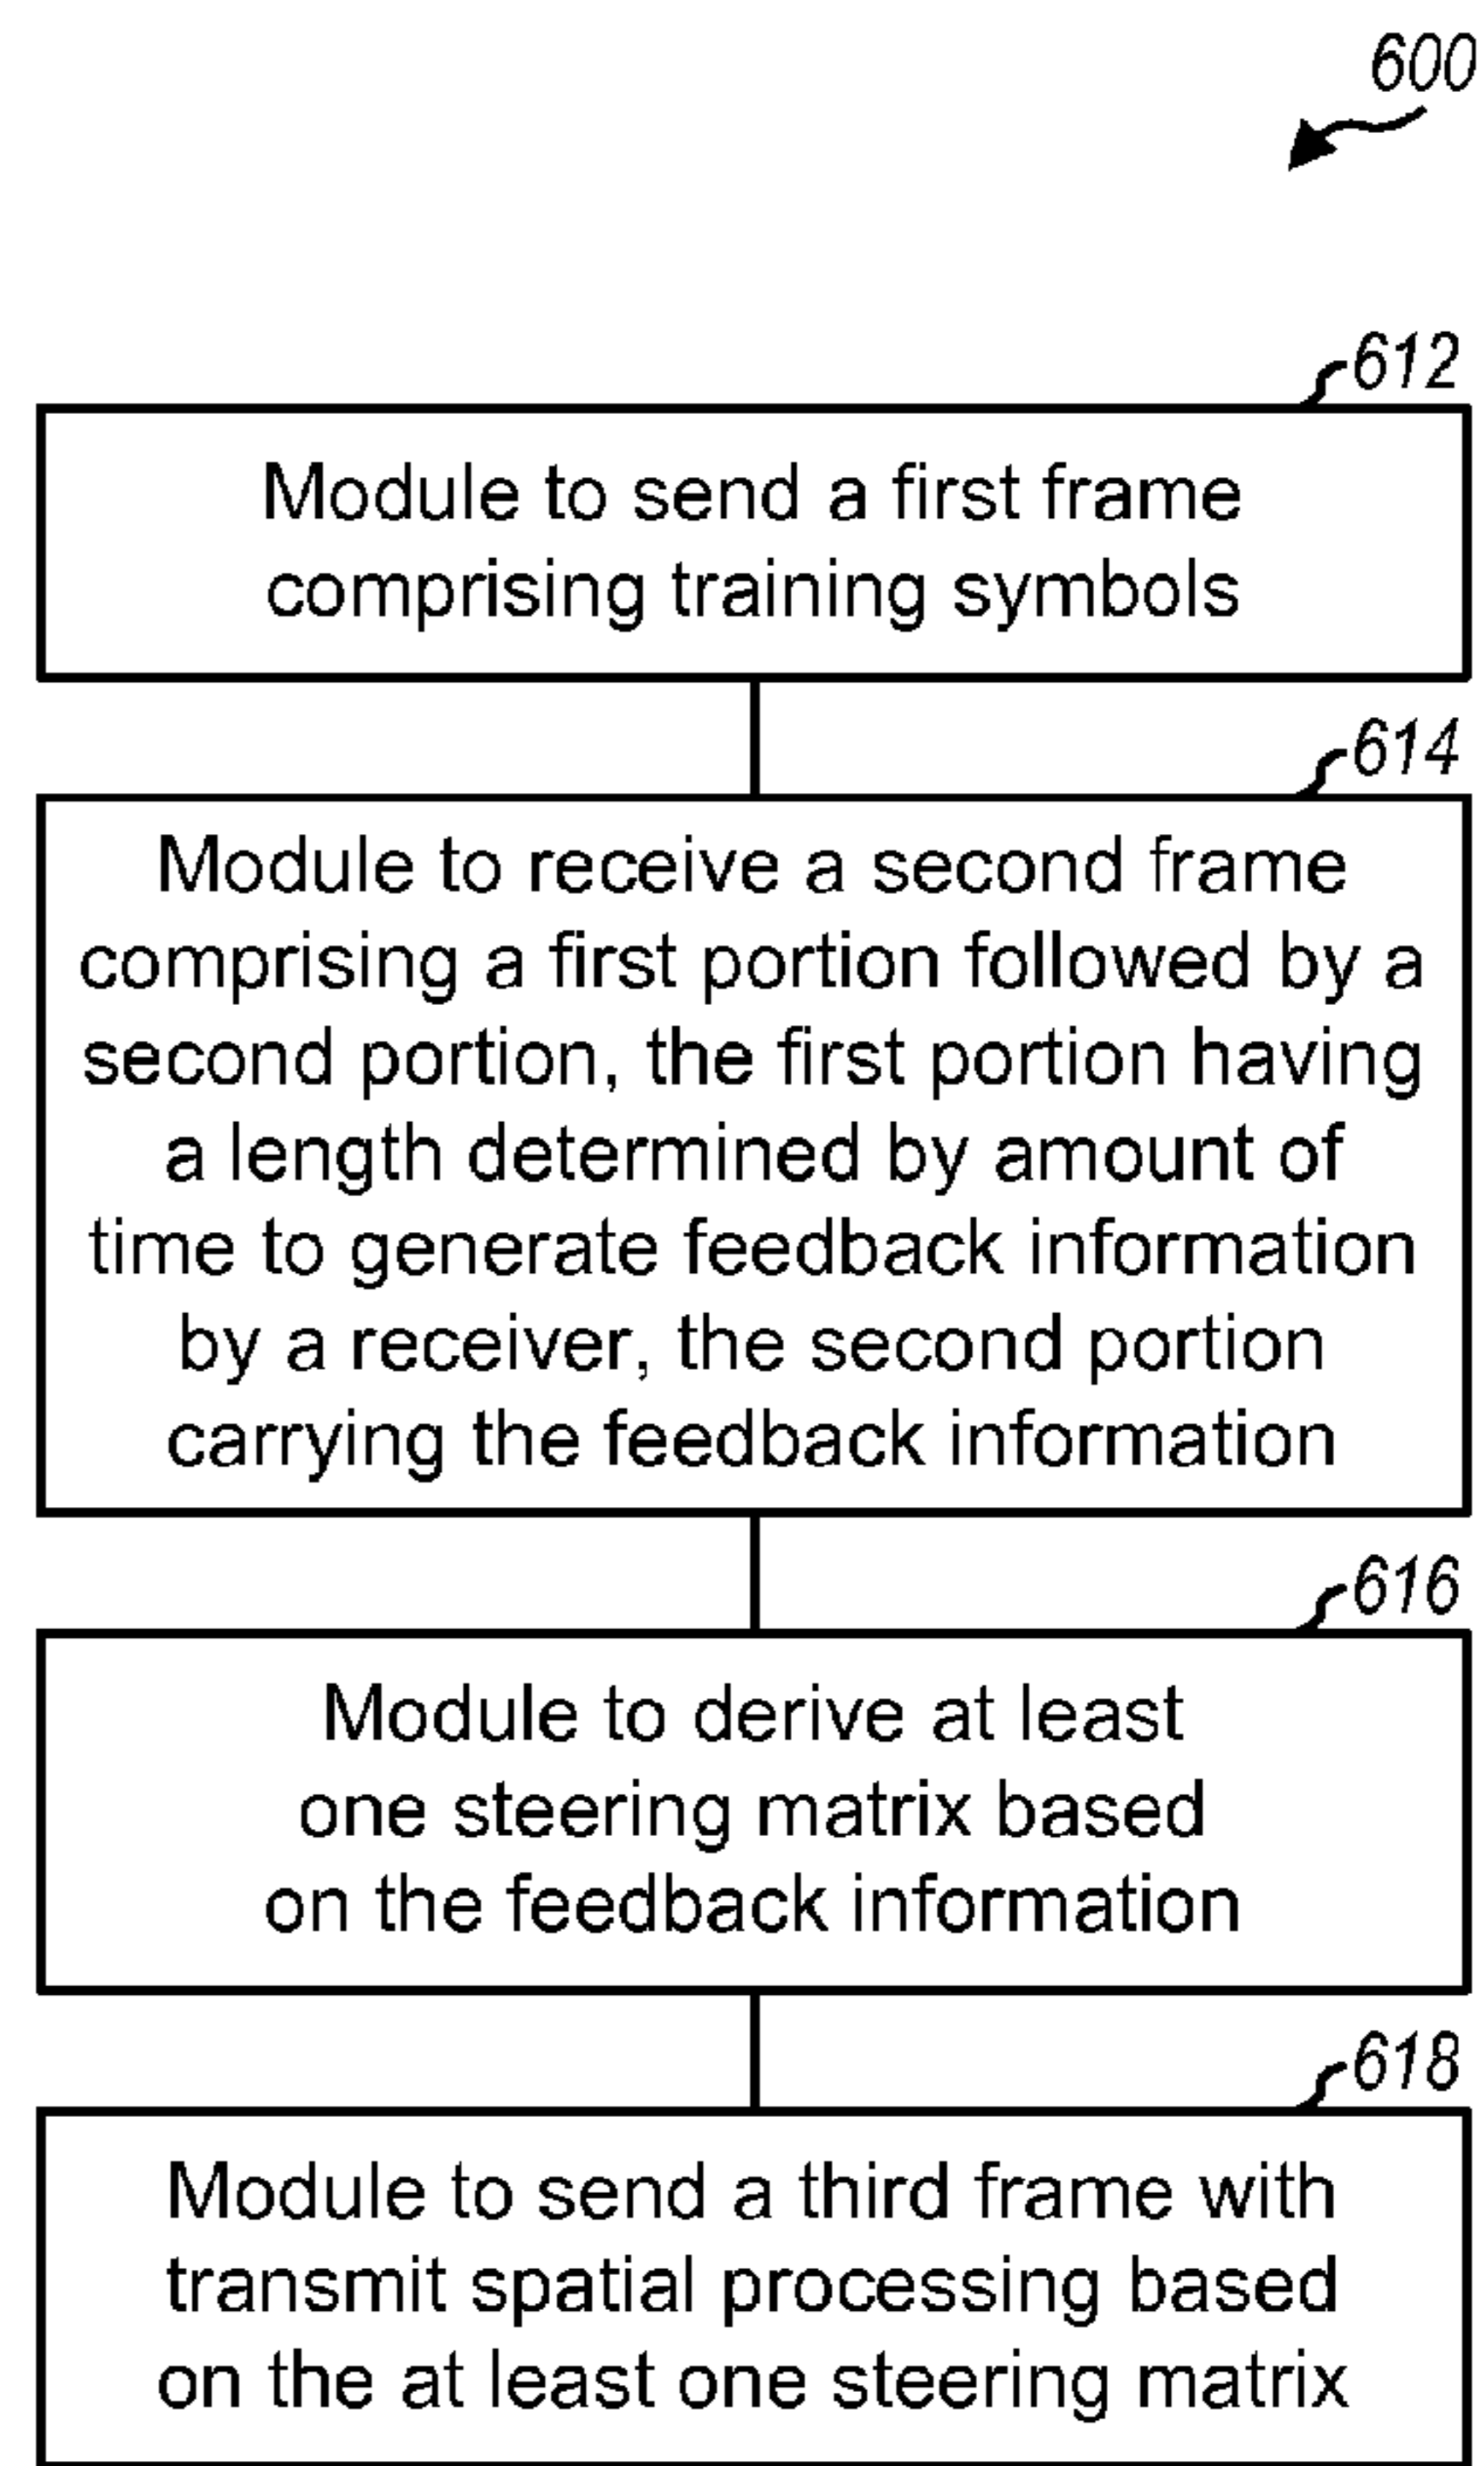 600
612
Module to send a first frame
comprising training symbols
614
Module to receive a second frame
comprising a first portion followed by a
second portion, the first portion having
a length determined by amount of
time to generate feedback information
by a receiver, the second portion
carrying the feedback information
616
Module to derive at least
one steering matrix based
on the feedback information
618
Module to send a third frame with
transmit spatial processing based
on the at least one steering matrix